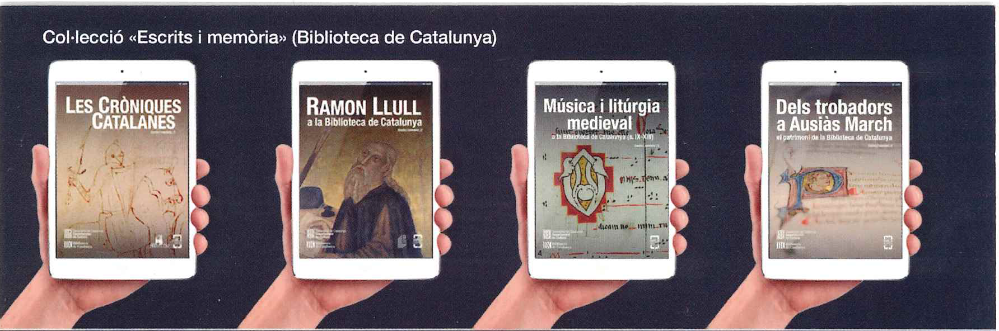 Col·lecció «Escrits i memòria» (Biblioteca de Catalunya)
LES CRÒNIQUES
CATALANES
RAMON LLULL
a la Biblioteca de Catalunya
Música i litúrgia
medieval
a la Biblioteca de Catalunya (s. IX-XIII)
Dels trobadors
a Ausiàs March
el patrimoni de la Biblioteca de Catalunya